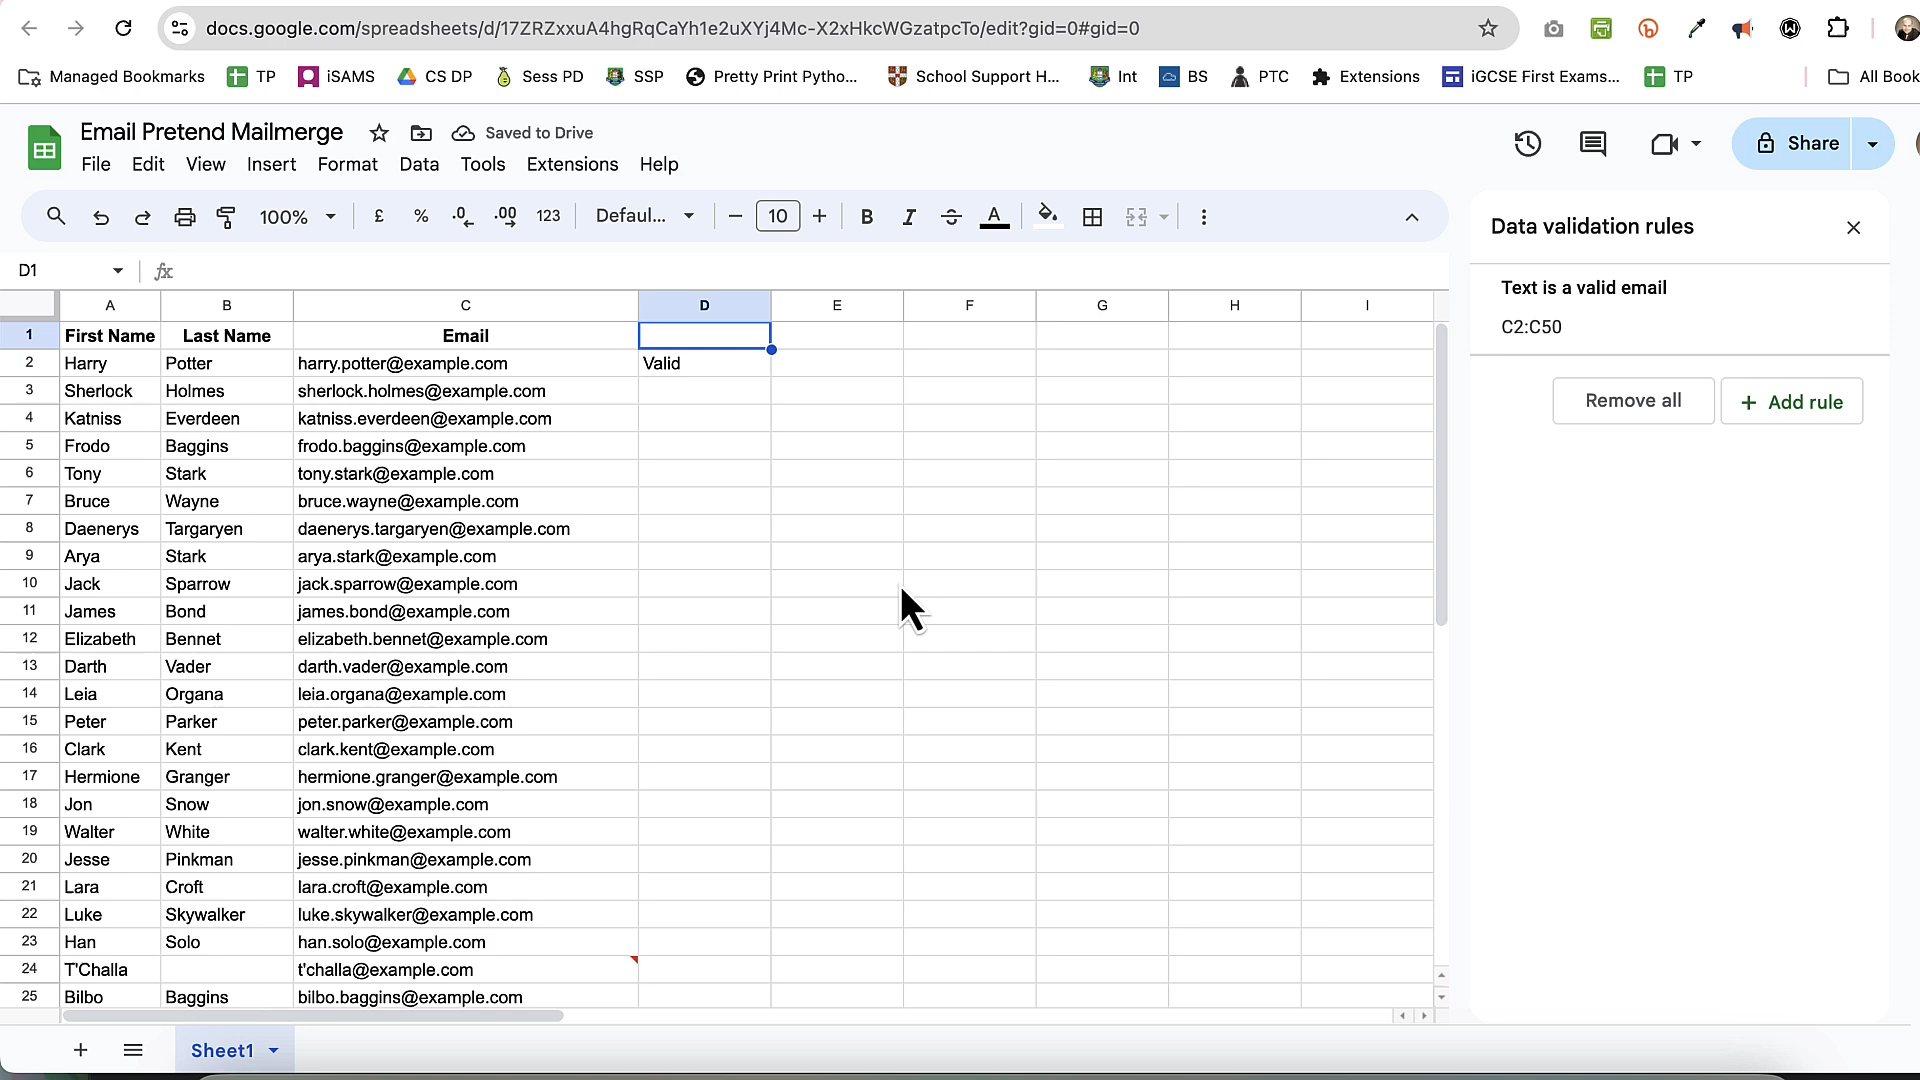 docs.google.com/spreadsheets/d/17ZRZxxuA4hgRqCaYh1e2uXYj4Mc-X2xHkcWGzatpcTo/edit?gid=0#gid=0
Managed Bookmarks TP iSAMS CS DP Sess PD SSP Pretty Print Pytho... School Support H... Int BS PTC Extensions iGCSE First Exams... TP All Book
Email Pretend Mailmerge Saved to Drive
File Edit View Insert Format Data Tools Extensions Help
Share
100% £ % .0 .00 123 Defaul... 10 B I S A
Data validation rules
D1 fx
Text is a valid email
C2:C50
Remove all + Add rule
A B C D E F G H I
1 First Name Last Name Email
2 Harry Potter harry.potter@example.com Valid
3 Sherlock Holmes sherlock.holmes@example.com
4 Katniss Everdeen katniss.everdeen@example.com
5 Frodo Baggins frodo.baggins@example.com
6 Tony Stark tony.stark@example.com
7 Bruce Wayne bruce.wayne@example.com
8 Daenerys Targaryen daenerys.targaryen@example.com
9 Arya Stark arya.stark@example.com
10 Jack Sparrow jack.sparrow@example.com
11 James Bond james.bond@example.com
12 Elizabeth Bennet elizabeth.bennet@example.com
13 Darth Vader darth.vader@example.com
14 Leia Organa leia.organa@example.com
15 Peter Parker peter.parker@example.com
16 Clark Kent clark.kent@example.com
17 Hermione Granger hermione.granger@example.com
18 Jon Snow jon.snow@example.com
19 Walter White walter.white@example.com
20 Jesse Pinkman jesse.pinkman@example.com
21 Lara Croft lara.croft@example.com
22 Luke Skywalker luke.skywalker@example.com
23 Han Solo han.solo@example.com
24 T'Challa t'challa@example.com
25 Bilbo Baggins bilbo.baggins@example.com
Sheet1